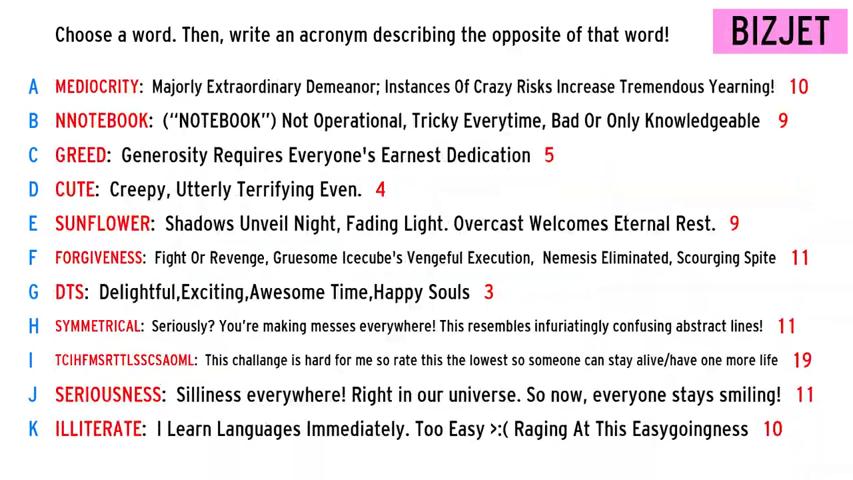 Choose a word. Then, write an acronym describing the opposite of that word!
BIZJET
A MEDIOCRITY: Majorly Extraordinary Demeanor; Instances Of Crazy Risks Increase Tremendous Yearning! 10
B NNOTEBOOK: (“NOTEBOOK”) Not Operational, Tricky Everytime, Bad Or Only Knowledgeable 9
C GREED: Generosity Requires Everyone's Earnest Dedication 5
D CUTE: Creepy, Utterly Terrifying Even. 4
E SUNFLOWER: Shadows Unveil Night, Fading Light. Overcast Welcomes Eternal Rest. 9
F FORGIVENESS: Fight Or Revenge, Gruesome Icecube's Vengeful Execution, Nemesis Eliminated, Scourging Spite 11
G DTS: Delightful,Exciting,Awesome Time,Happy Souls 3
H SYMMETRICAL: Seriously? You’re making messes everywhere! This resembles infuriatingly confusing abstract lines! 11
I TCIHFMSRTTLSSCSAOML: This challange is hard for me so rate this the lowest so someone can stay alive/have one more life 19
J SERIOUSNESS: Silliness everywhere! Right in our universe. So now, everyone stays smiling! 11
K ILLITERATE: I Learn Languages Immediately. Too Easy >:( Raging At This Easygoingness 10